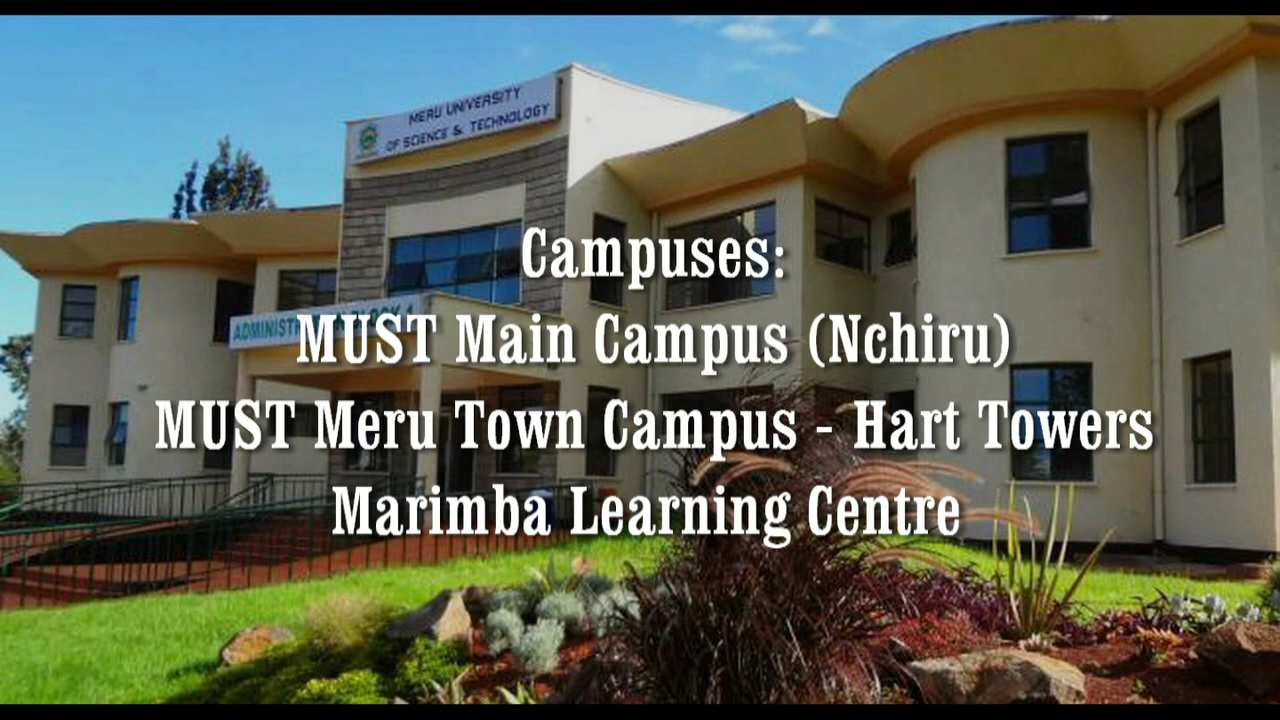 MERU UNIVERSITY
OF SCIENCE & TECHNOLOGY
Campuses:
MUST Main Campus (Nchiru)
MUST Meru Town Campus - Hart Towers
Marimba Learning Centre